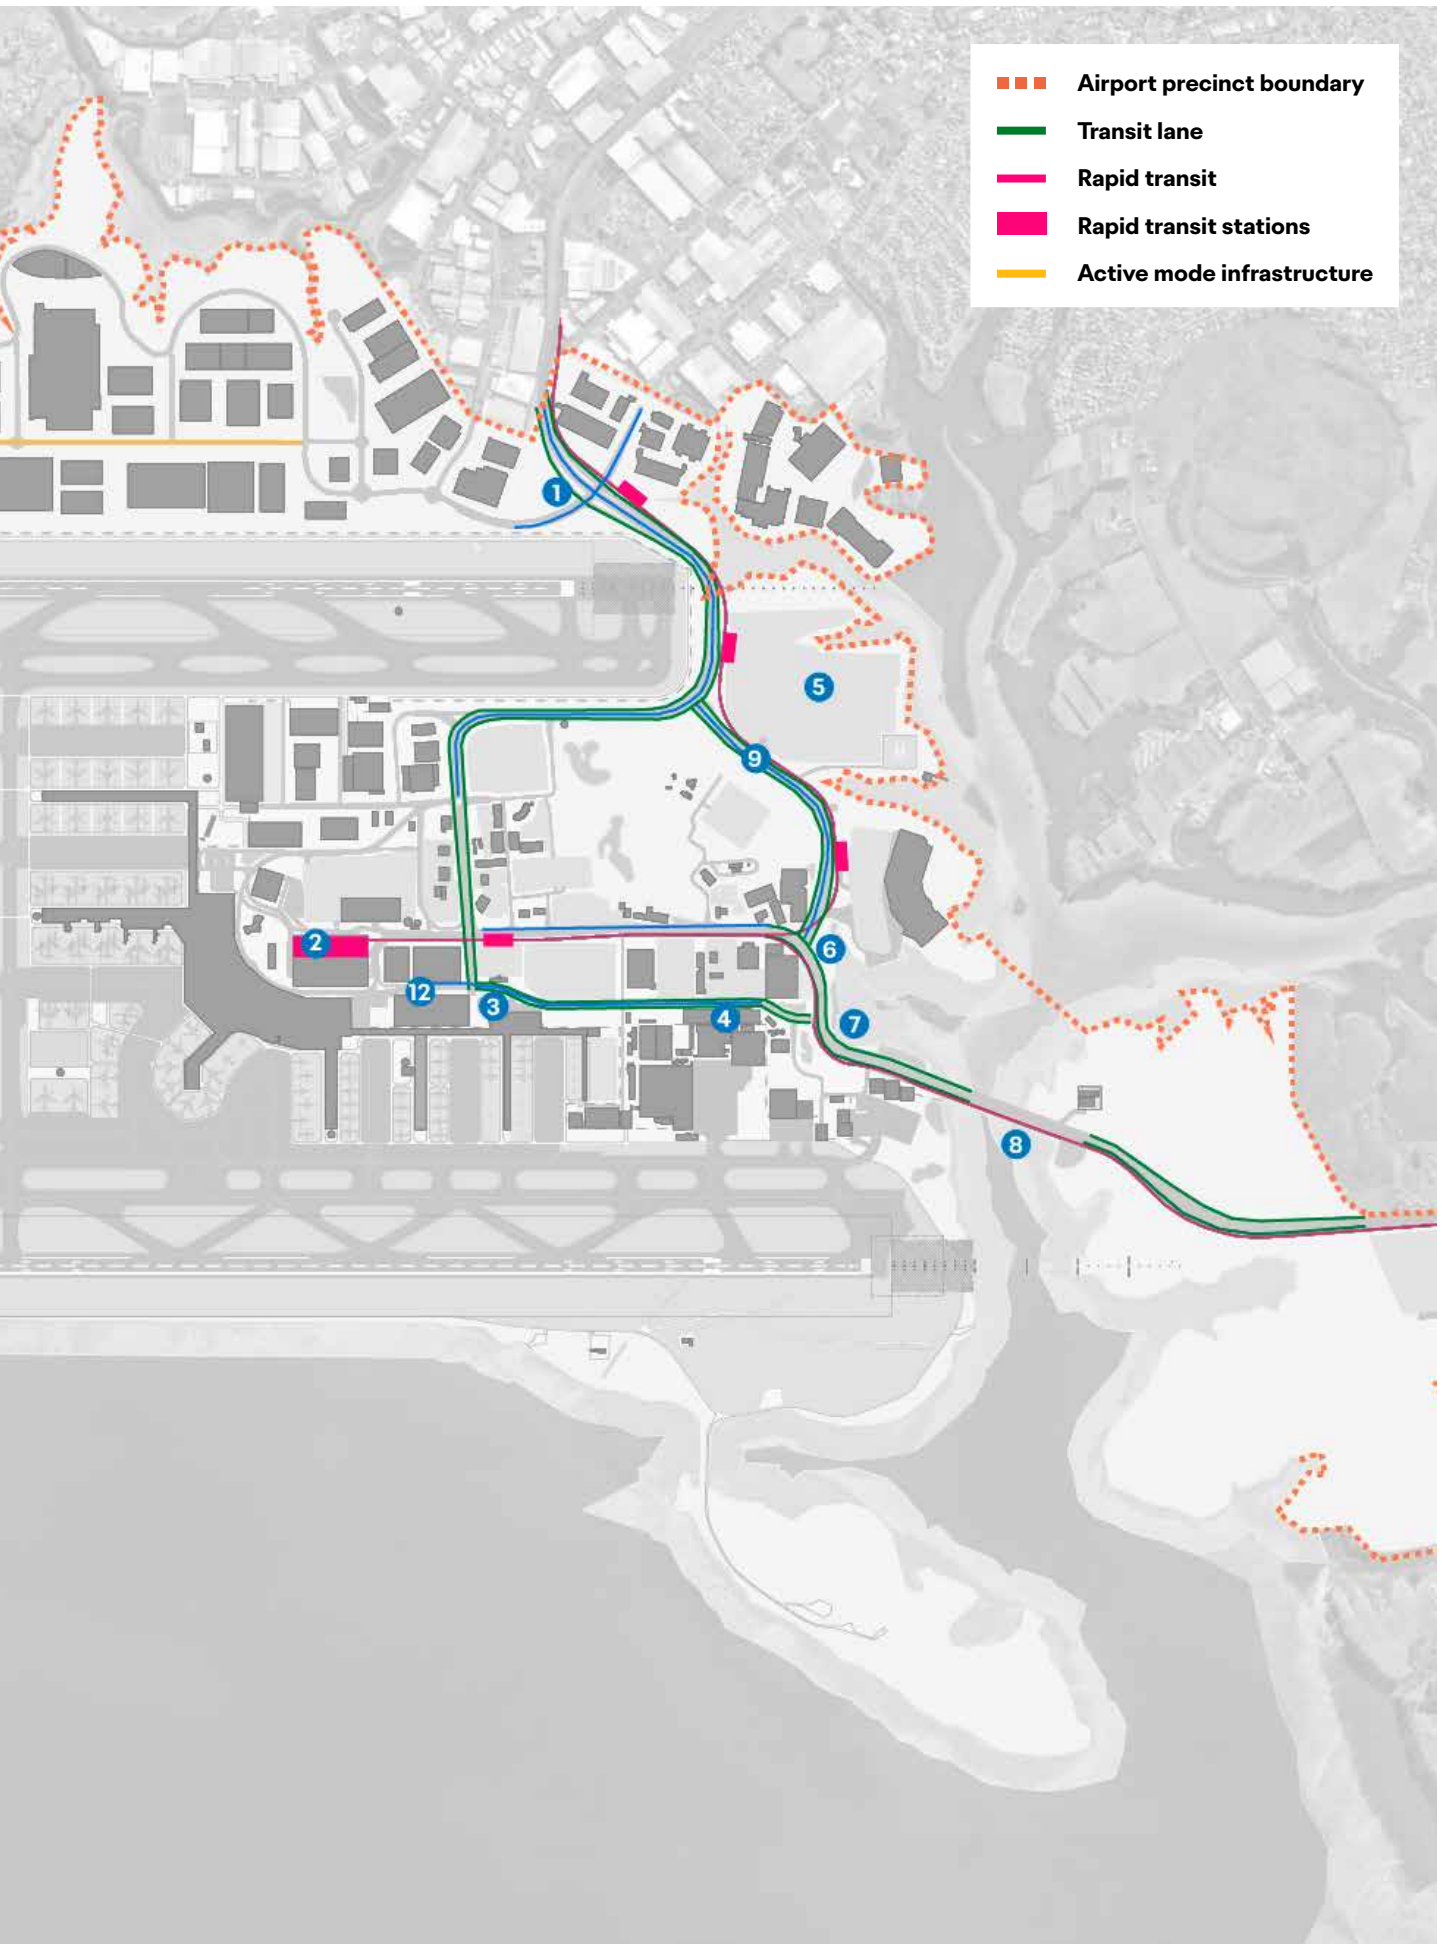 Airport precinct boundary
Transit lane
Rapid transit
Rapid transit stations
Active mode infrastructure
1
5
9
2
6
12
3
4
7
8